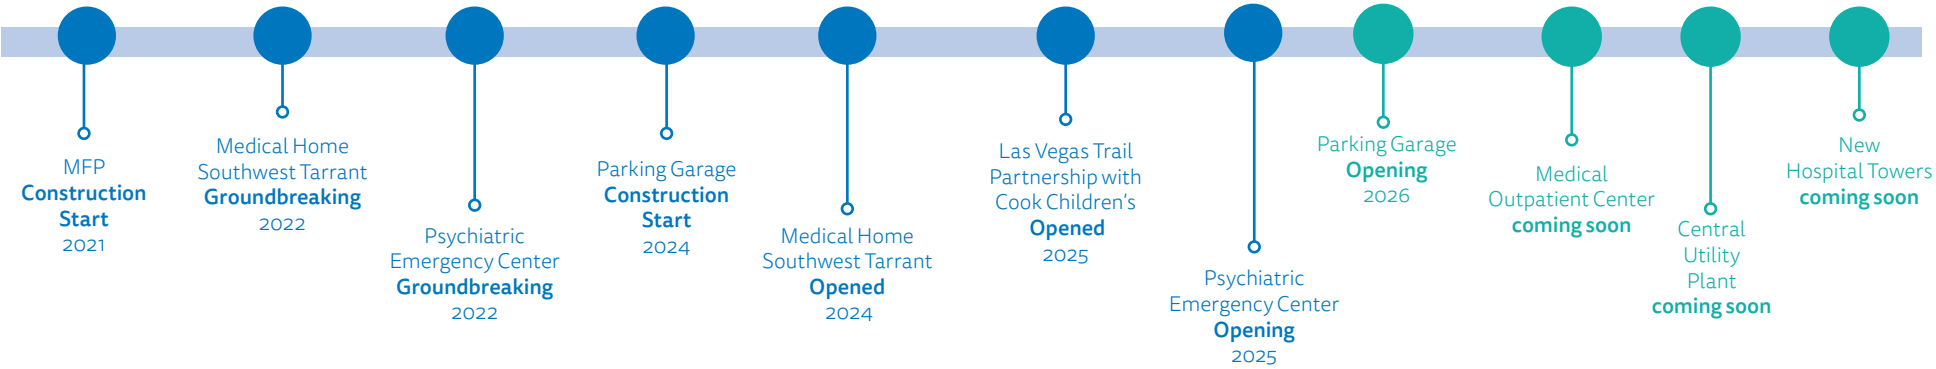 MFP
Construction
Start
2021
Medical Home
Southwest Tarrant
Groundbreaking
2022
Psychiatric
Emergency Center
Groundbreaking
2022
Parking Garage
Construction
Start
2024
Medical Home
Southwest Tarrant
Opened
2024
Las Vegas Trail
Partnership with
Cook Children’s
Opened
2025
Psychiatric
Emergency Center
Opening
2025
Parking Garage
Opening
2026
Medical
Outpatient Center
coming soon
Central
Utility
Plant
coming soon
New
Hospital Towers
coming soon